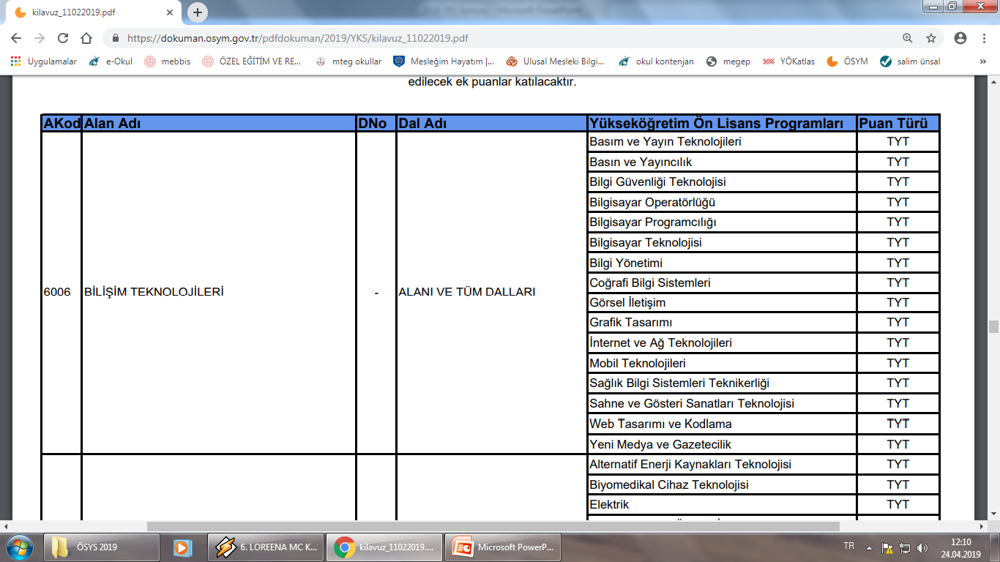 kilavuz_11022019.pdf
https://dokuman.osym.gov.tr/pdfdokuman/2019/YKS/kilavuz_11022019.pdf
Uygulamalar e-Okul mebbis ÖZEL EĞİTİM VE RE... mteg okullar Mesleğim Hayatım |... Ulusal Mesleki Bilgi... okul kontenjan megep YÖKatlas ÖSYM salim ünsal »
edilecek ek puanlar katılacaktır.
AKod Alan Adı DNo Dal Adı Yükseköğretim Ön Lisans Programları Puan Türü
Basım ve Yayın Teknolojileri TYT
Basın ve Yayıncılık TYT
Bilgi Güvenliği Teknolojisi TYT
Bilgisayar Operatörlüğü TYT
Bilgisayar Programcılığı TYT
Bilgisayar Teknolojisi TYT
Bilgi Yönetimi TYT
Coğrafi Bilgi Sistemleri TYT
6006 BİLİŞİM TEKNOLOJİLERİ - ALANI VE TÜM DALLARI
Görsel İletişim TYT
Grafik Tasarımı TYT
İnternet ve Ağ Teknolojileri TYT
Mobil Teknolojileri TYT
Sağlık Bilgi Sistemleri Teknikerliği TYT
Sahne ve Gösteri Sanatları Teknolojisi TYT
Web Tasarımı ve Kodlama TYT
Yeni Medya ve Gazetecilik TYT
Alternatif Enerji Kaynakları Teknolojisi TYT
Biyomedikal Cihaz Teknolojisi TYT
Elektrik TYT
ÖSYS 2019 6. LOREENA MC K... kilavuz_11022019.... Microsoft PowerP... TR 12:10
24.04.2019